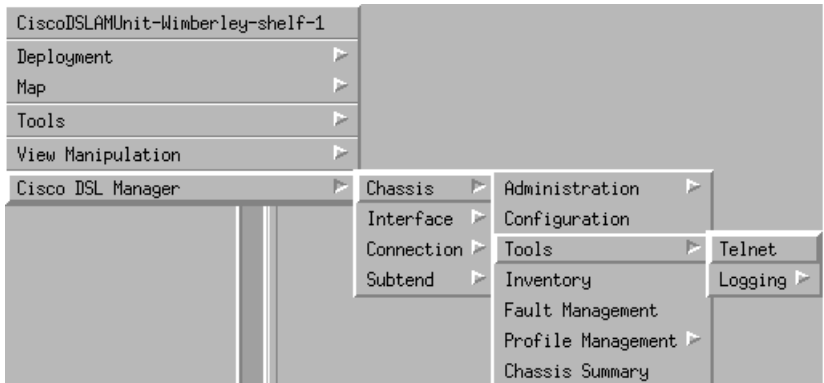 CiscoDSLAMUnit-Wimberley-shelf-1
Deployment
Map
Tools
View Manipulation
Cisco DSL Manager
Chassis
Interface
Connection
Subtend
Administration
Configuration
Tools
Inventory
Fault Management
Profile Management
Chassis Summary
Telnet
Logging